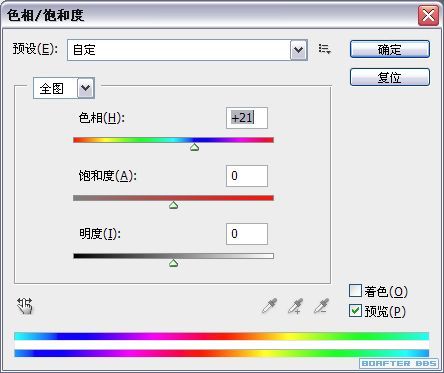 色相/饱和度
预设(E): 自定
确定
复位
全图
色相(H): +21
饱和度(A): 0
明度(I): 0
着色(O)
预览(P)
BDAFTER BBS